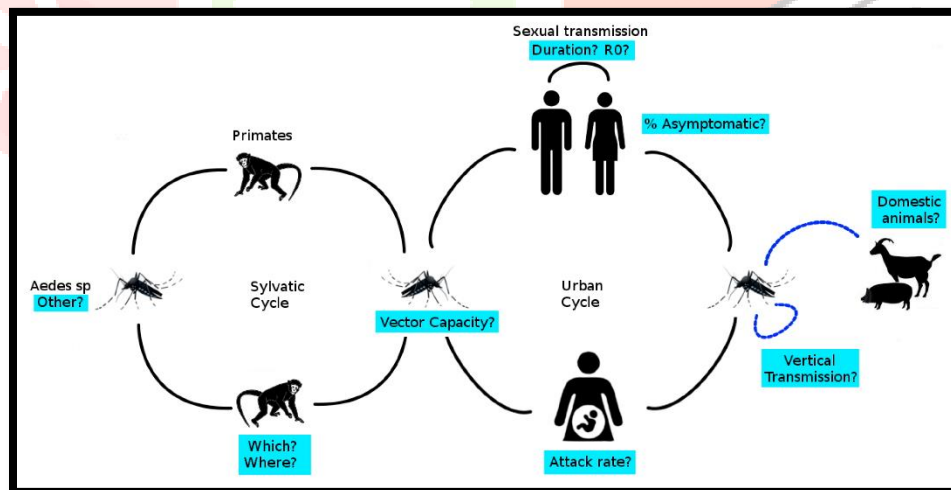 Sexual transmission
Duration? R0?
% Asymptomatic?
Primates
Domestic
animals?
Aedes sp
Other?
Sylvatic
Cycle
Vector Capacity?
Urban
Cycle
Vertical
Transmission?
Which?
Where?
Attack rate?